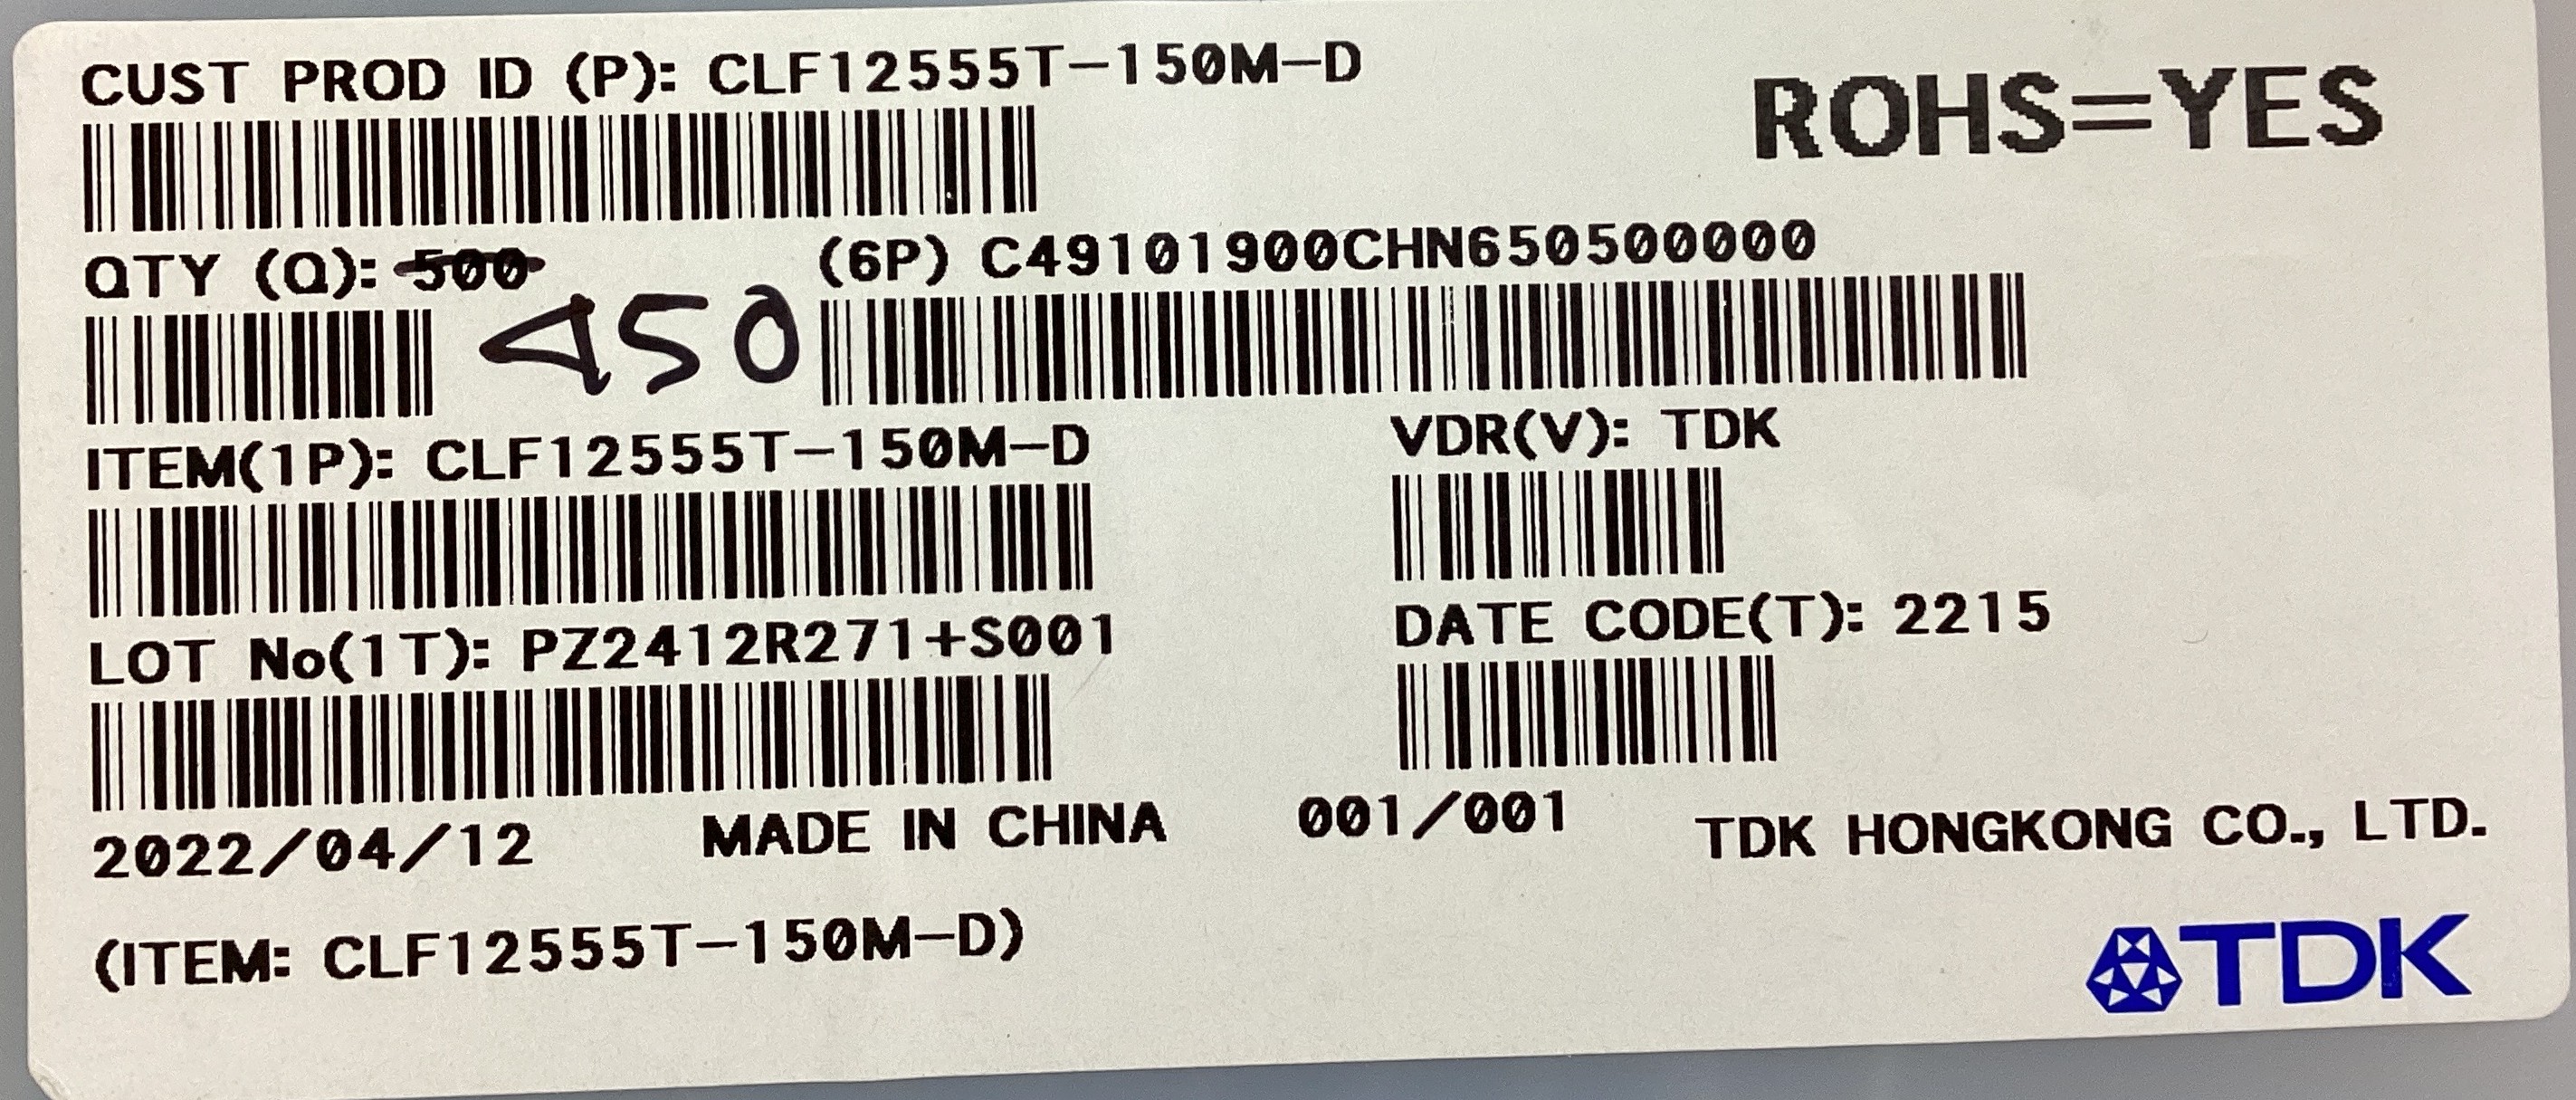 CUST PROD ID (P): CLF12555T-150M-D
ROHS=YES
QTY (Q): 500
450
(6P) C49101900CHN650500000
ITEM(1P): CLF12555T-150M-D
VDR(V): TDK
LOT No(1T): PZ2412R271+S001
DATE CODE(T): 2215
2022/04/12 MADE IN CHINA 001/001 TDK HONGKONG CO., LTD.
(ITEM: CLF12555T-150M-D)
TDK